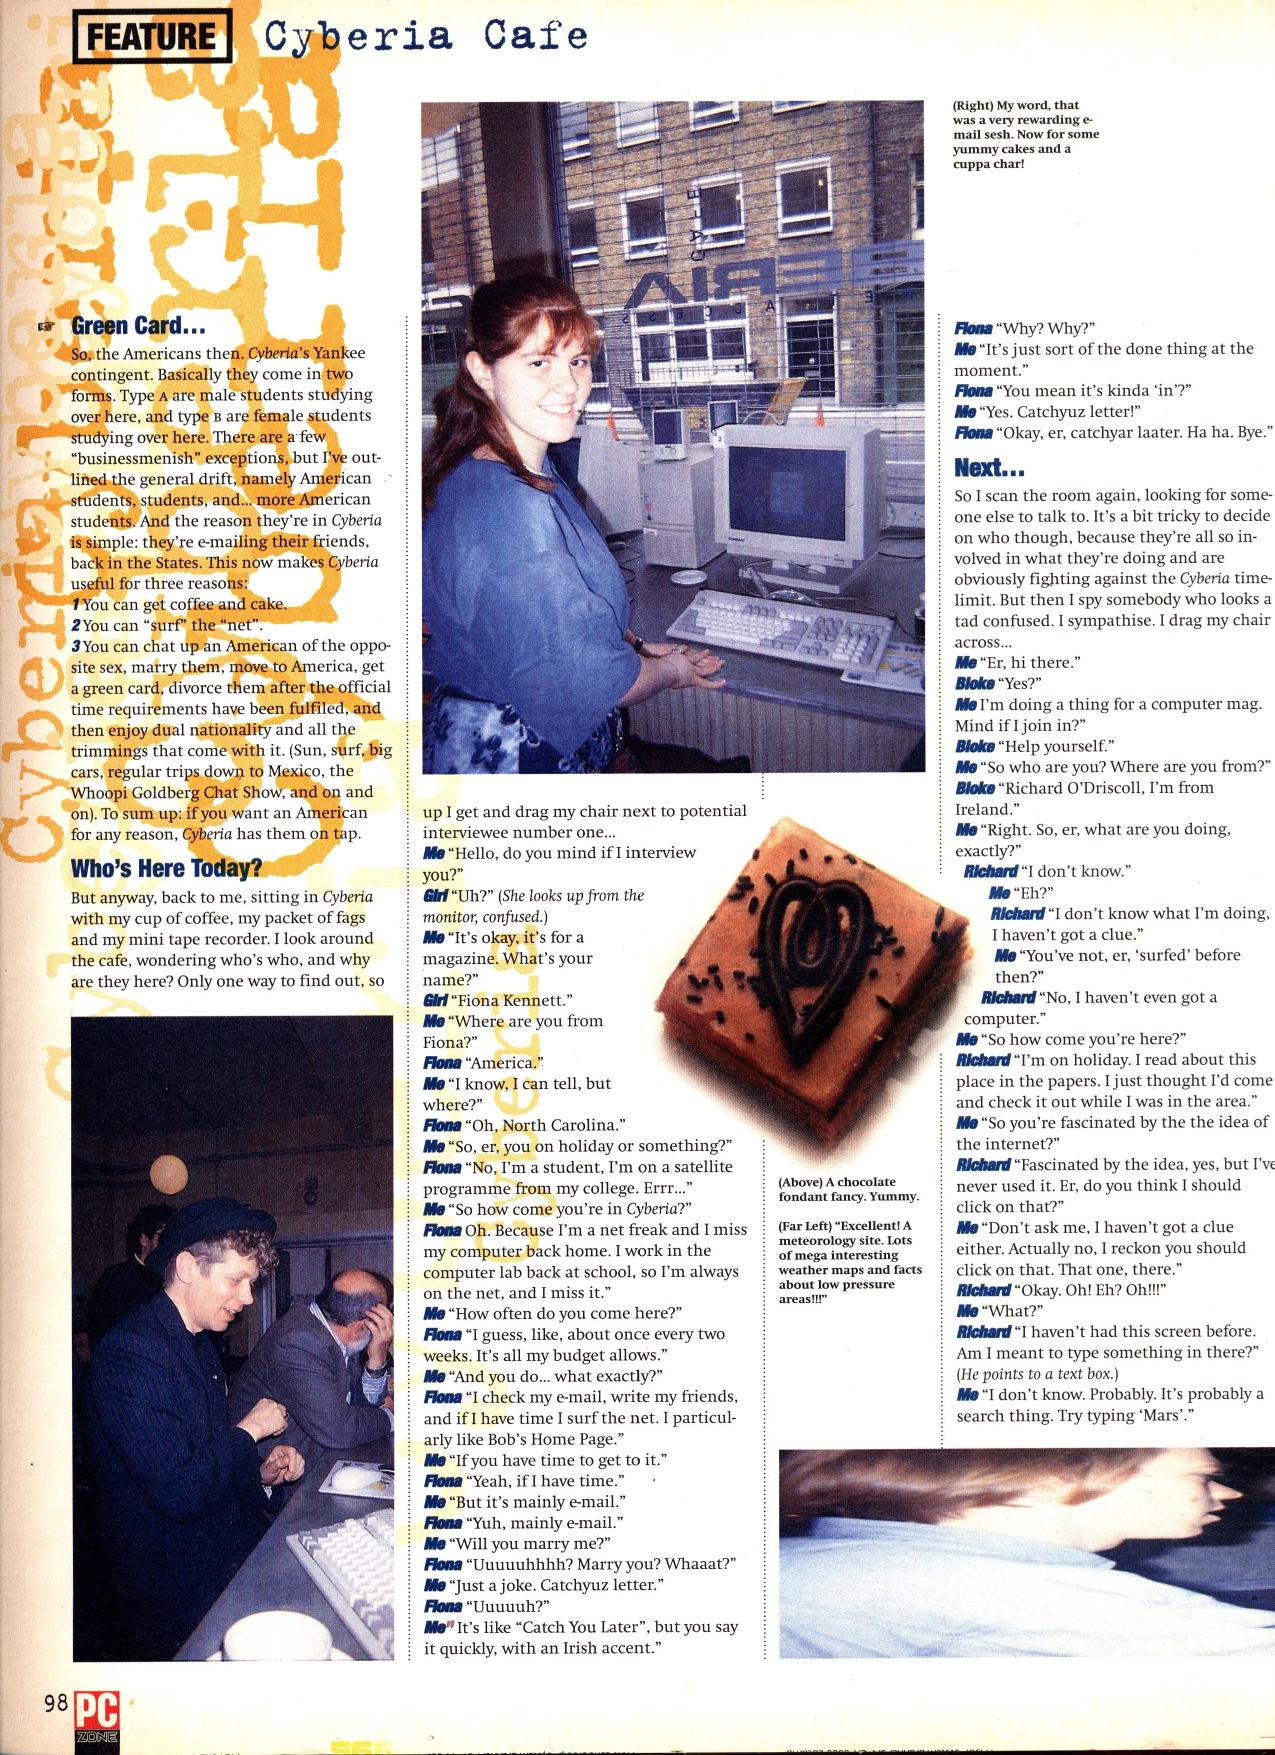 FEATURE Cyberia Cafe
(Right) My word, that
was a very rewarding e-
mail sesh. Now for some
yummy cakes and a
cuppa char!
Green Card...
So, the Americans then. Cyberia's Yankee
contingent. Basically they come in two
forms. Type A are male students studying
over here, and type B are female students
studying over here. There are a few
"businessmenish" exceptions, but I've out-
lined the general drift, namely American
students, students, and... more American
students. And the reason they're in Cyberia
is simple: they're e-mailing their friends,
back in the States. This now makes Cyberia
useful for three reasons:
1 You can get coffee and cake.
2 You can "surf" the "net".
3 You can chat up an American of the oppo-
site sex, marry them, move to America, get
a green card, divorce them after the official
time requirements have been fulfiled, and
then enjoy dual nationality and all the
trimmings that come with it. (Sun, surf, big
cars, regular trips down to Mexico, the
Whoopi Goldberg Chat Show, and on and
on). To sum up: if you want an American
for any reason, Cyberia has them on tap.
Who's Here Today?
But anyway, back to me, sitting in Cyberia
with my cup of coffee, my packet of fags
and my mini tape recorder. I look around
the cafe, wondering who's who, and why
are they here? Only one way to find out, so
up I get and drag my chair next to potential
interviewee number one...
Me "Hello, do you mind if I interview
you?"
Girl "Uh?" (She looks up from the
monitor, confused.)
Me "It's okay, it's for a
magazine. What's your
name?"
Girl "Fiona Kennett."
Me "Where are you from
Fiona?"
Fiona "America."
Me "I know, I can tell, but
where?"
Fiona "Oh, North Carolina."
Me "So, er, you on holiday or something?"
Fiona "No, I'm a student, I'm on a satellite
programme from my college. Errr..."
Me "So how come you're in Cyberia?"
Fiona Oh. Because I'm a net freak and I miss
my computer back home. I work in the
computer lab back at school, so I'm always
on the net, and I miss it."
Me "How often do you come here?"
Fiona "I guess, like, about once every two
weeks. It's all my budget allows."
Me "And you do... what exactly?"
Fiona "I check my e-mail, write my friends,
and if I have time I surf the net. I particul-
arly like Bob's Home Page."
Me "If you have time to get to it."
Fiona "Yeah, if I have time."
Me "But it's mainly e-mail."
Fiona "Yuh, mainly e-mail."
Me "Will you marry me?"
Fiona "Uuuuuhhhh? Marry you? Whaaat?"
Me "Just a joke. Catchyuz letter."
Fiona "Uuuuuh?"
Me" It's like "Catch You Later", but you say
it quickly, with an Irish accent."
(Above) A chocolate
fondant fancy. Yummy.
(Far Left) "Excellent! A
meteorology site. Lots
of mega interesting
weather maps and facts
about low pressure
areas!!!"
Fiona "Why? Why?"
Me "It's just sort of the done thing at the
moment."
Fiona "You mean it's kinda 'in'?"
Me "Yes. Catchyuz letter!"
Fiona "Okay, er, catchyar laater. Ha ha. Bye."
Next...
So I scan the room again, looking for some-
one else to talk to. It's a bit tricky to decide
on who though, because they're all so in-
volved in what they're doing and are
obviously fighting against the Cyberia time-
limit. But then I spy somebody who looks a
tad confused. I sympathise. I drag my chair
across...
Me "Er, hi there."
Bloke "Yes?"
Me I'm doing a thing for a computer mag.
Mind if I join in?"
Bloke "Help yourself."
Me "So who are you? Where are you from?"
Bloke "Richard O'Driscoll, I'm from
Ireland."
Me "Right. So, er, what are you doing,
exactly?"
Richard "I don't know."
Me "Eh?"
Richard "I don't know what I'm doing,
I haven't got a clue."
Me "You've not, er, 'surfed' before
then?"
Richard "No, I haven't even got a
computer."
Me "So how come you're here?"
Richard "I'm on holiday. I read about this
place in the papers. I just thought I'd come
and check it out while I was in the area."
Me "So you're fascinated by the the idea of
the internet?"
Richard "Fascinated by the idea, yes, but I've
never used it. Er, do you think I should
click on that?"
Me "Don't ask me, I haven't got a clue
either. Actually no, I reckon you should
click on that. That one, there."
Richard "Okay. Oh! Eh? Oh!!!"
Me "What?"
Richard "I haven't had this screen before.
Am I meant to type something in there?"
(He points to a text box.)
Me "I don't know. Probably. It's probably a
search thing. Try typing 'Mars'."
98 PC
ZONE